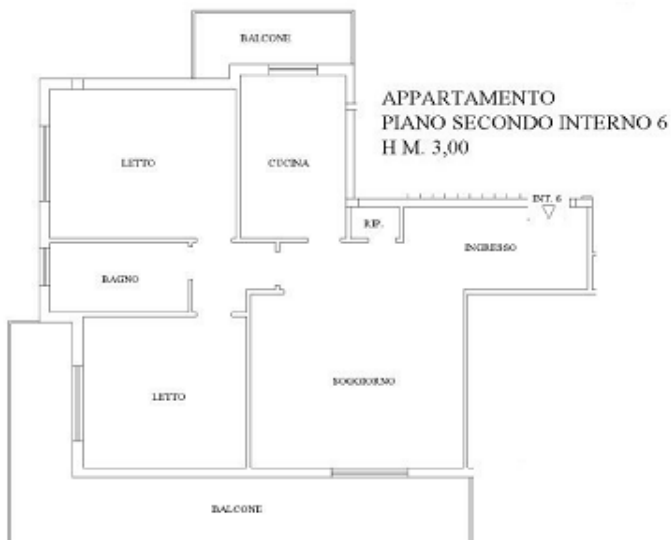 BALCONE
APPARTAMENTO
PIANO SECONDO INTERNO 6
H M. 3,00
LETTO
CUCINA
INT. 6
RIP.
INGRESSO
BAGNO
SOGGIORNO
LETTO
BALCONE